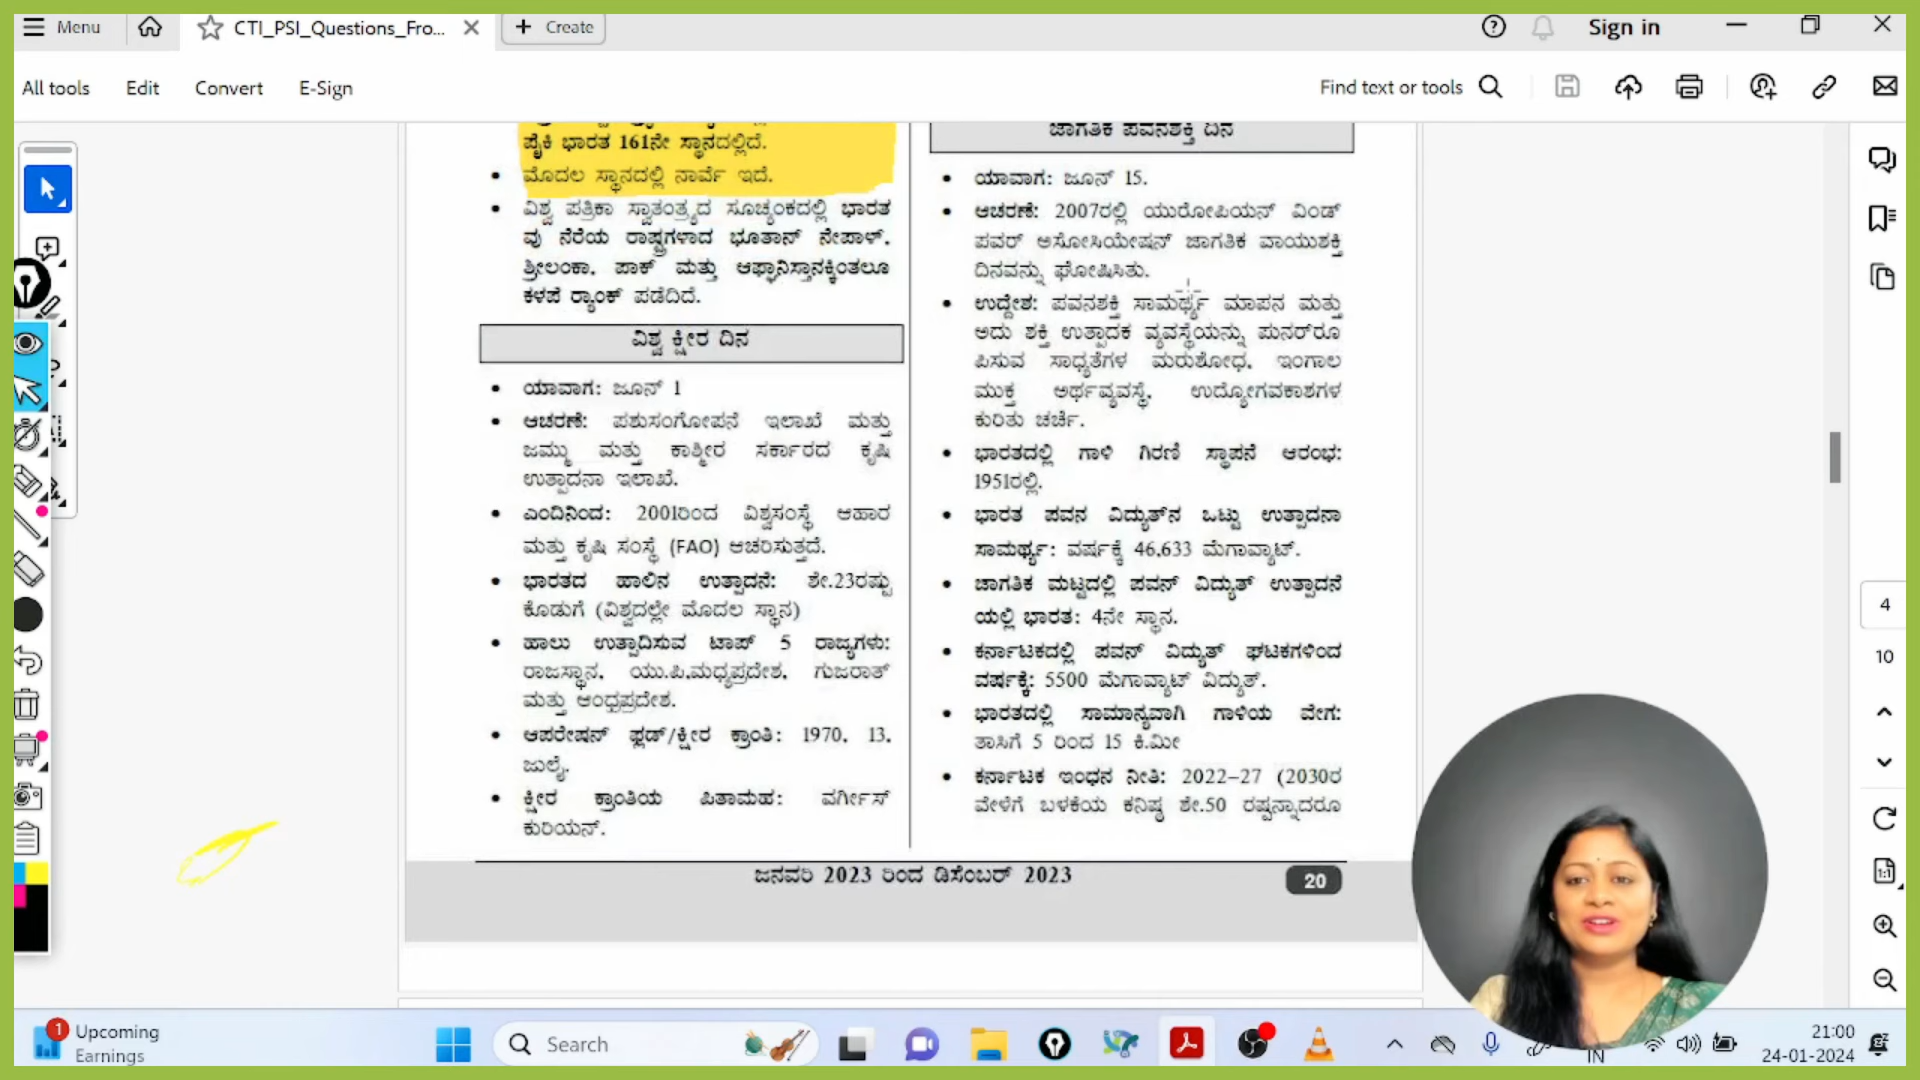 Menu
CTI_PSI_Questions_Fro...
Create
Sign in
All tools Edit Convert E-Sign
Find text or tools
ಪೈಕಿ ಭಾರತ 161ನೇ ಸ್ಥಾನದಲ್ಲಿದೆ.
• ಮೊದಲ ಸ್ಥಾನದಲ್ಲಿ ನಾರ್ವೆ ಇದೆ.
• ವಿಶ್ವ ಪತ್ರಿಕಾ ಸ್ವಾತಂತ್ರ್ಯದ ಸೂಚ್ಯಂಕದಲ್ಲಿ ಭಾರತ
ವು ನೆರೆಯ ರಾಷ್ಟ್ರಗಳಾದ ಭೂತಾನ್ ನೇಪಾಳ್,
ಶ್ರೀಲಂಕಾ, ಪಾಕ್ ಮತ್ತು ಆಫ್ಘಾನಿಸ್ತಾನಕ್ಕಿಂತಲೂ
ಕಳಪೆ ರ‍್ಯಾಂಕ್ ಪಡೆದಿದೆ.
ವಿಶ್ವ ಕ್ಷೀರ ದಿನ
• ಯಾವಾಗ: ಜೂನ್ 1
• ಆಚರಣೆ: ಪಶುಸಂಗೋಪನೆ ಇಲಾಖೆ ಮತ್ತು
ಜಮ್ಮು ಮತ್ತು ಕಾಶ್ಮೀರ ಸರ್ಕಾರದ ಕೃಷಿ
ಉತ್ಪಾದನಾ ಇಲಾಖೆ.
• ಎಂದಿನಿಂದ: 2001ರಿಂದ ವಿಶ್ವಸಂಸ್ಥೆ ಆಹಾರ
ಮತ್ತು ಕೃಷಿ ಸಂಸ್ಥೆ (FAO) ಆಚರಿಸುತ್ತದೆ.
• ಭಾರತದ ಹಾಲಿನ ಉತ್ಪಾದನೆ: ಶೇ.23ರಷ್ಟು
ಕೊಡುಗೆ (ವಿಶ್ವದಲ್ಲೇ ಮೊದಲ ಸ್ಥಾನ)
• ಹಾಲು ಉತ್ಪಾದಿಸುವ ಟಾಪ್ 5 ರಾಜ್ಯಗಳು:
ರಾಜಸ್ಥಾನ, ಯು.ಪಿ,ಮಧ್ಯಪ್ರದೇಶ, ಗುಜರಾತ್
ಮತ್ತು ಆಂಧ್ರಪ್ರದೇಶ.
• ಆಪರೇಷನ್ ಫ್ಲಡ್/ಕ್ಷೀರ ಕ್ರಾಂತಿ: 1970, 13,
ಜುಲೈ.
• ಕ್ಷೀರ ಕ್ರಾಂತಿಯ ಪಿತಾಮಹ: ವರ್ಗೀಸ್
ಕುರಿಯನ್.
ಜಾಗತಿಕ ಪವನಶಕ್ತಿ ದಿನ
• ಯಾವಾಗ: ಜೂನ್ 15.
• ಆಚರಣೆ: 2007ರಲ್ಲಿ ಯುರೋಪಿಯನ್ ವಿಂಡ್
ಪವರ್ ಅಸೋಸಿಯೇಷನ್ ಜಾಗತಿಕ ವಾಯುಶಕ್ತಿ
ದಿನವನ್ನು ಘೋಷಿಸಿತು.
• ಉದ್ದೇಶ: ಪವನಶಕ್ತಿ ಸಾಮರ್ಥ್ಯ ಮಾಪನ ಮತ್ತು
ಅದು ಶಕ್ತಿ ಉತ್ಪಾದಕ ವ್ಯವಸ್ಥೆಯನ್ನು ಪುನರ್‌ರೂ
ಪಿಸುವ ಸಾಧ್ಯತೆಗಳ ಮರುಶೋಧ, ಇಂಗಾಲ
ಮುಕ್ತ ಅರ್ಥವ್ಯವಸ್ಥೆ, ಉದ್ಯೋಗವಕಾಶಗಳ
ಕುರಿತು ಚರ್ಚಿ.
• ಭಾರತದಲ್ಲಿ ಗಾಳಿ ಗಿರಣಿ ಸ್ಥಾಪನೆ ಆರಂಭ:
1951ರಲ್ಲಿ.
• ಭಾರತ ಪವನ ವಿದ್ಯುತ್‌ನ ಒಟ್ಟು ಉತ್ಪಾದನಾ
ಸಾಮರ್ಥ್ಯ: ವರ್ಷಕ್ಕೆ 46,633 ಮೆಗಾವ್ಯಾಟ್.
• ಜಾಗತಿಕ ಮಟ್ಟದಲ್ಲಿ ಪವನ್ ವಿದ್ಯುತ್ ಉತ್ಪಾದನೆ
ಯಲ್ಲಿ ಭಾರತ: 4ನೇ ಸ್ಥಾನ.
• ಕರ್ನಾಟಕದಲ್ಲಿ ಪವನ್ ವಿದ್ಯುತ್ ಘಟಕಗಳಿಂದ
ವರ್ಷಕ್ಕೆ: 5500 ಮೆಗಾವ್ಯಾಟ್ ವಿದ್ಯುತ್.
• ಭಾರತದಲ್ಲಿ ಸಾಮಾನ್ಯವಾಗಿ ಗಾಳಿಯ ವೇಗ:
ತಾಸಿಗೆ 5 ರಿಂದ 15 ಕಿ.ಮೀ
• ಕರ್ನಾಟಕ ಇಂಧನ ನೀತಿ: 2022-27 (2030ರ
ವೇಳೆಗೆ ಬಳಕೆಯ ಕನಿಷ್ಠ ಶೇ.50 ರಷ್ಟನ್ನಾದರೂ
ಜನವರಿ 2023 ರಿಂದ ಡಿಸೆಂಬರ್ 2023
20
4
10
1:1
1
Upcoming
Earnings
Search
IN
21:00
24-01-2024